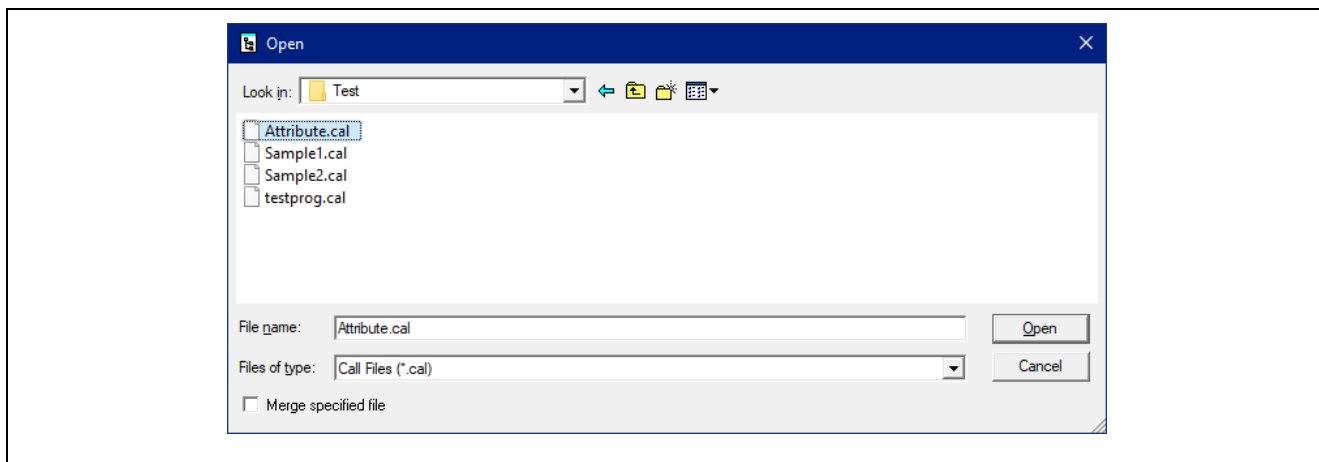 Open
Look in: Test
Attribute.cal
Sample1.cal
Sample2.cal
testprog.cal
File name: Attribute.cal Open
Files of type: Call Files (*.cal) Cancel
Merge specified file